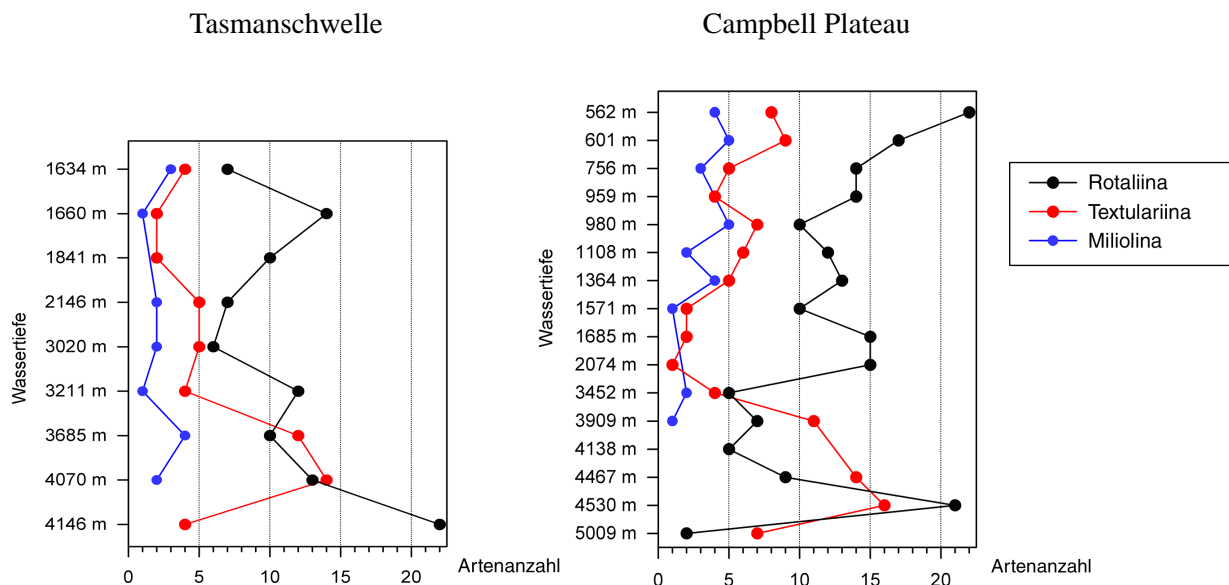 Tasmanschwelle
Wassertiefe
1634 m
1660 m
1841 m
2146 m
3020 m
3211 m
3685 m
4070 m
4146 m
0 5 10 15 20
Artenanzahl
Campbell Plateau
Wassertiefe
562 m
601 m
756 m
959 m
980 m
1108 m
1364 m
1571 m
1685 m
2074 m
3452 m
3909 m
4138 m
4467 m
4530 m
5009 m
0 5 10 15 20
Artenanzahl
Rotaliina
Textulariina
Miliolina